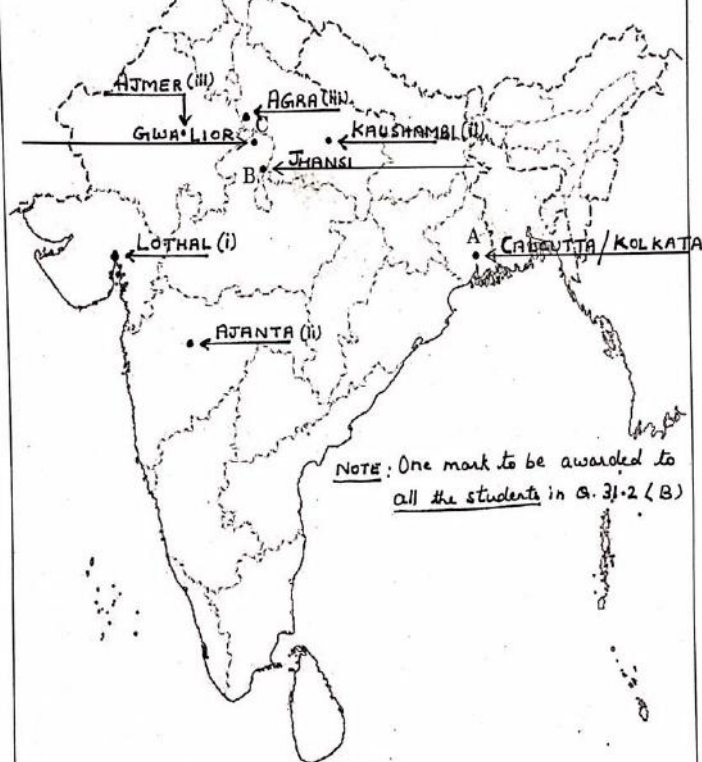 AJMER (iii)
AGRA (iii)
C
GWALIOR
KAUSHAMBI (ii)
B
JHANSI
LOTHAL (i)
A
CALCUTTA/KOLKATA
AJANTA (ii)
NOTE: One mark to be awarded to
all the students in Q. 31.2 (B)